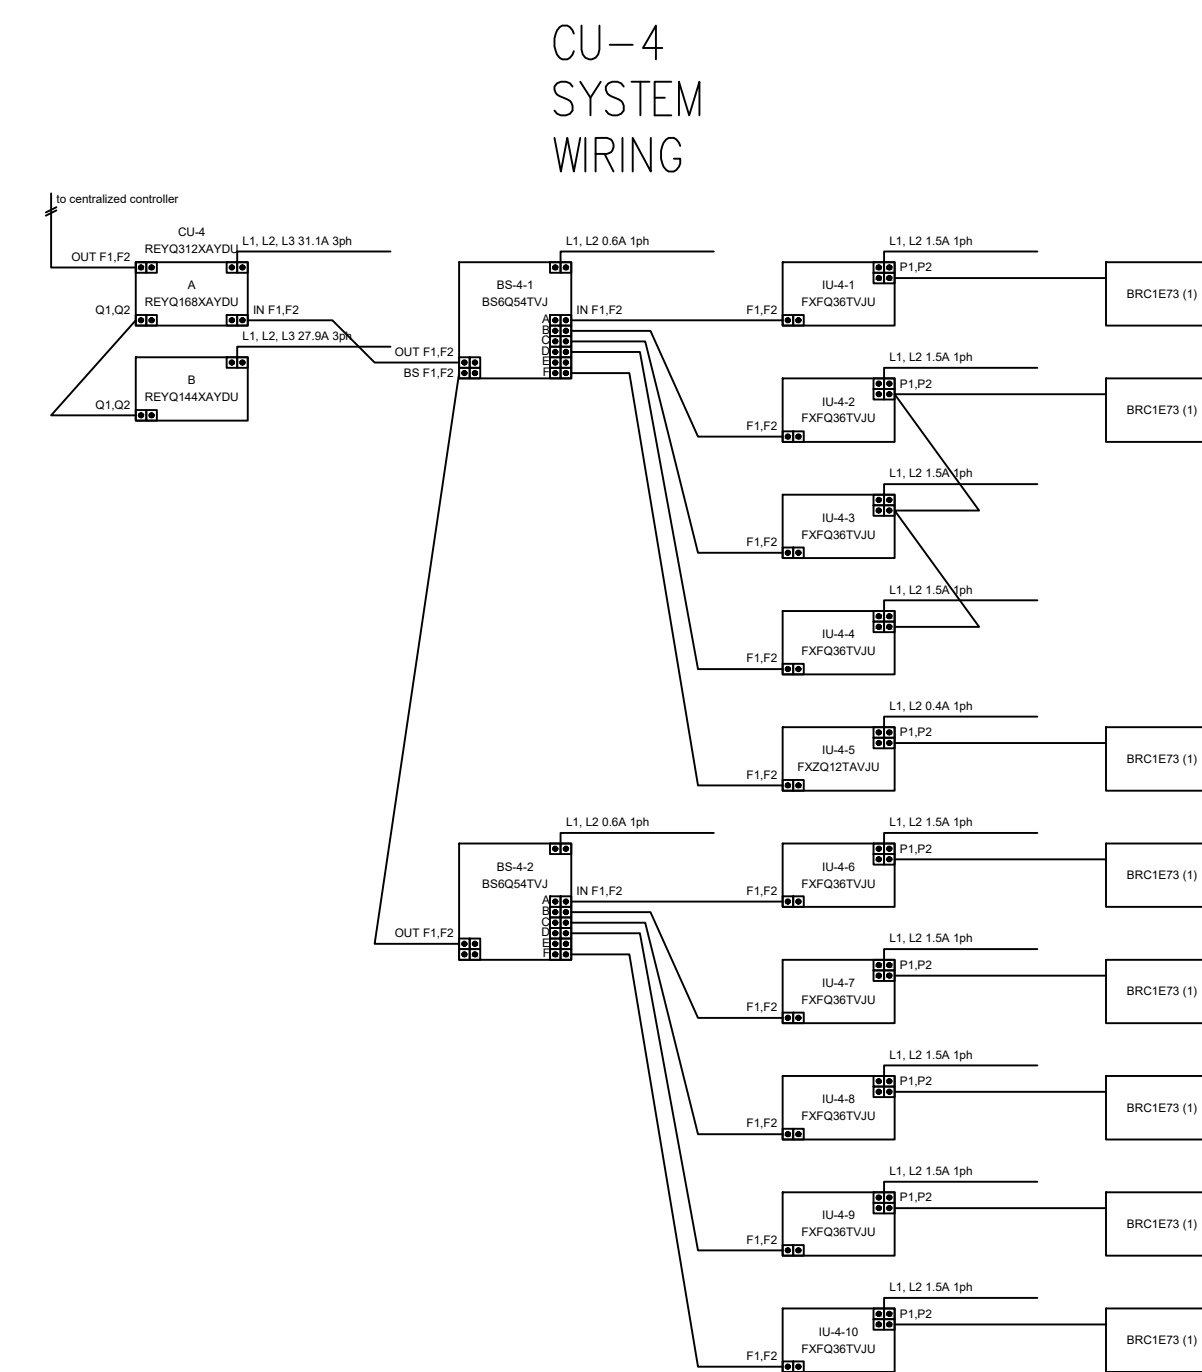 CU-4
SYSTEM
WIRING
to centralized controller
CU-4
REYQ312XAYDU
L1, L2, L3 31.1A 3ph
OUT F1,F2
A
REYQ168XAYDU
Q1,Q2
IN F1,F2
L1, L2, L3 27.9A 3ph
B
REYQ144XAYDU
Q1,Q2
L1, L2 0.6A 1ph
BS-4-1
BS6Q54TVJ
IN F1,F2
A
B
C
D
E
F
OUT F1,F2
BS F1,F2
L1, L2 1.5A 1ph
P1,P2
IU-4-1
FXFQ36TVJU
F1,F2
BRC1E73 (1)
L1, L2 1.5A 1ph
P1,P2
IU-4-2
FXFQ36TVJU
F1,F2
BRC1E73 (1)
L1, L2 1.5A 1ph
IU-4-3
FXFQ36TVJU
F1,F2
L1, L2 1.5A 1ph
IU-4-4
FXFQ36TVJU
F1,F2
L1, L2 0.4A 1ph
P1,P2
IU-4-5
FXZQ12TAVJU
F1,F2
BRC1E73 (1)
L1, L2 0.6A 1ph
BS-4-2
BS6Q54TVJ
IN F1,F2
A
B
C
D
E
F
OUT F1,F2
L1, L2 1.5A 1ph
P1,P2
IU-4-6
FXFQ36TVJU
F1,F2
BRC1E73 (1)
L1, L2 1.5A 1ph
P1,P2
IU-4-7
FXFQ36TVJU
F1,F2
BRC1E73 (1)
L1, L2 1.5A 1ph
P1,P2
IU-4-8
FXFQ36TVJU
F1,F2
BRC1E73 (1)
L1, L2 1.5A 1ph
P1,P2
IU-4-9
FXFQ36TVJU
F1,F2
BRC1E73 (1)
L1, L2 1.5A 1ph
P1,P2
IU-4-10
FXFQ36TVJU
F1,F2
BRC1E73 (1)